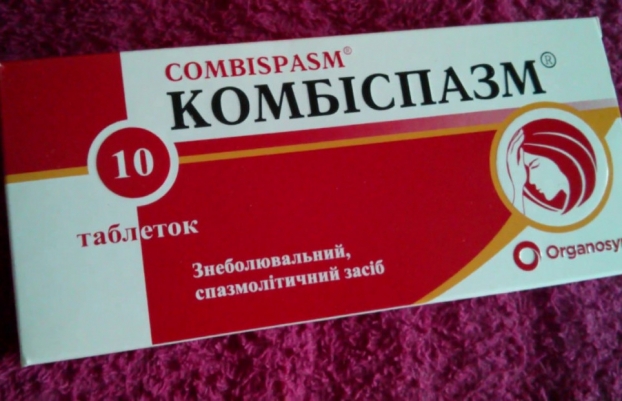 COMBISPASM®
КОМБІСПАЗМ®
10
таблеток
Знеболювальний,
спазмолітичний засіб